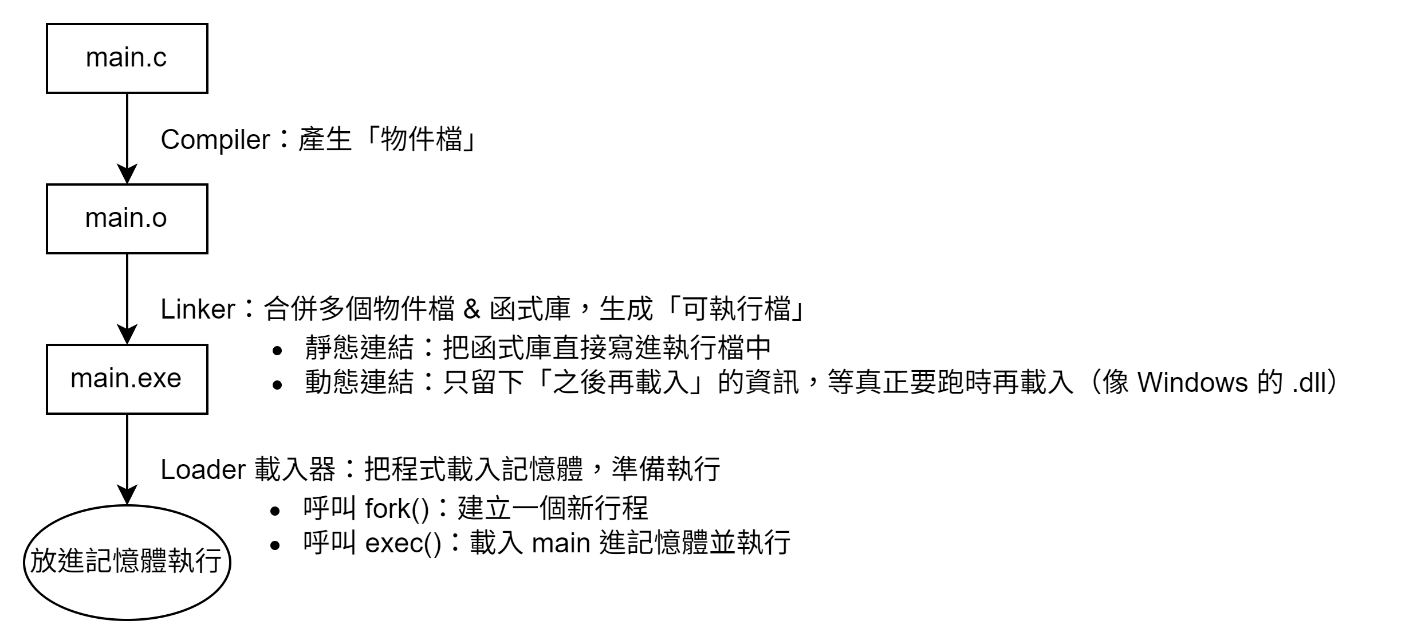 main.c
Compiler：產生「物件檔」
main.o
Linker：合併多個物件檔 & 函式庫，生成「可執行檔」
• 靜態連結：把函式庫直接寫進執行檔中
• 動態連結：只留下「之後再載入」的資訊，等真正要跑時再載入（像 Windows 的 .dll）
main.exe
Loader 載入器：把程式載入記憶體，準備執行
• 呼叫 fork()：建立一個新行程
• 呼叫 exec()：載入 main 進記憶體並執行
放進記憶體執行